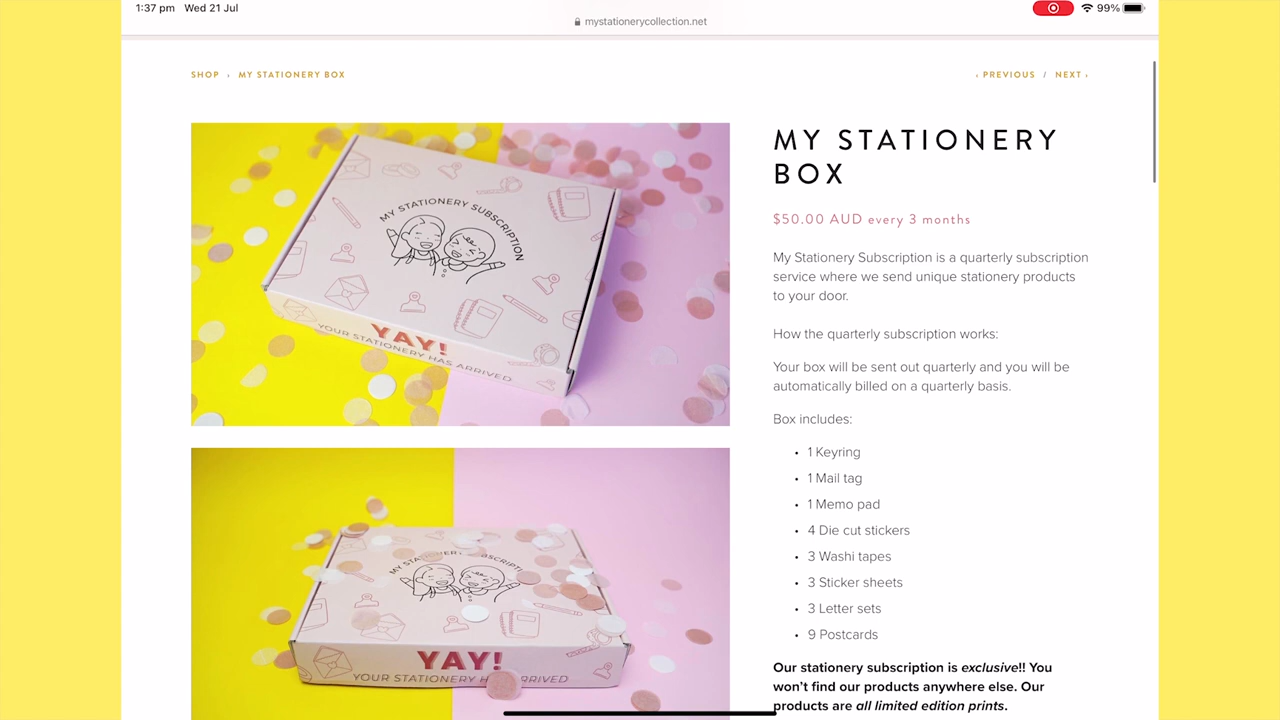 1:37 pm Wed 21 Jul
mystationerycollection.net
99%
SHOP › MY STATIONERY BOX
‹ PREVIOUS / NEXT ›
MY STATIONERY SUBSCRIPTION
YAY!
YOUR STATIONERY HAS ARRIVED
YAY!
YOUR STATIONERY HAS ARRIVED
MY STATIONERY
BOX
$50.00 AUD every 3 months
My Stationery Subscription is a quarterly subscription
service where we send unique stationery products
to your door.
How the quarterly subscription works:
Your box will be sent out quarterly and you will be
automatically billed on a quarterly basis.
Box includes:
• 1 Keyring
• 1 Mail tag
• 1 Memo pad
• 4 Die cut stickers
• 3 Washi tapes
• 3 Sticker sheets
• 3 Letter sets
• 9 Postcards
Our stationery subscription is exclusive!! You
won’t find our products anywhere else. Our
products are all limited edition prints.